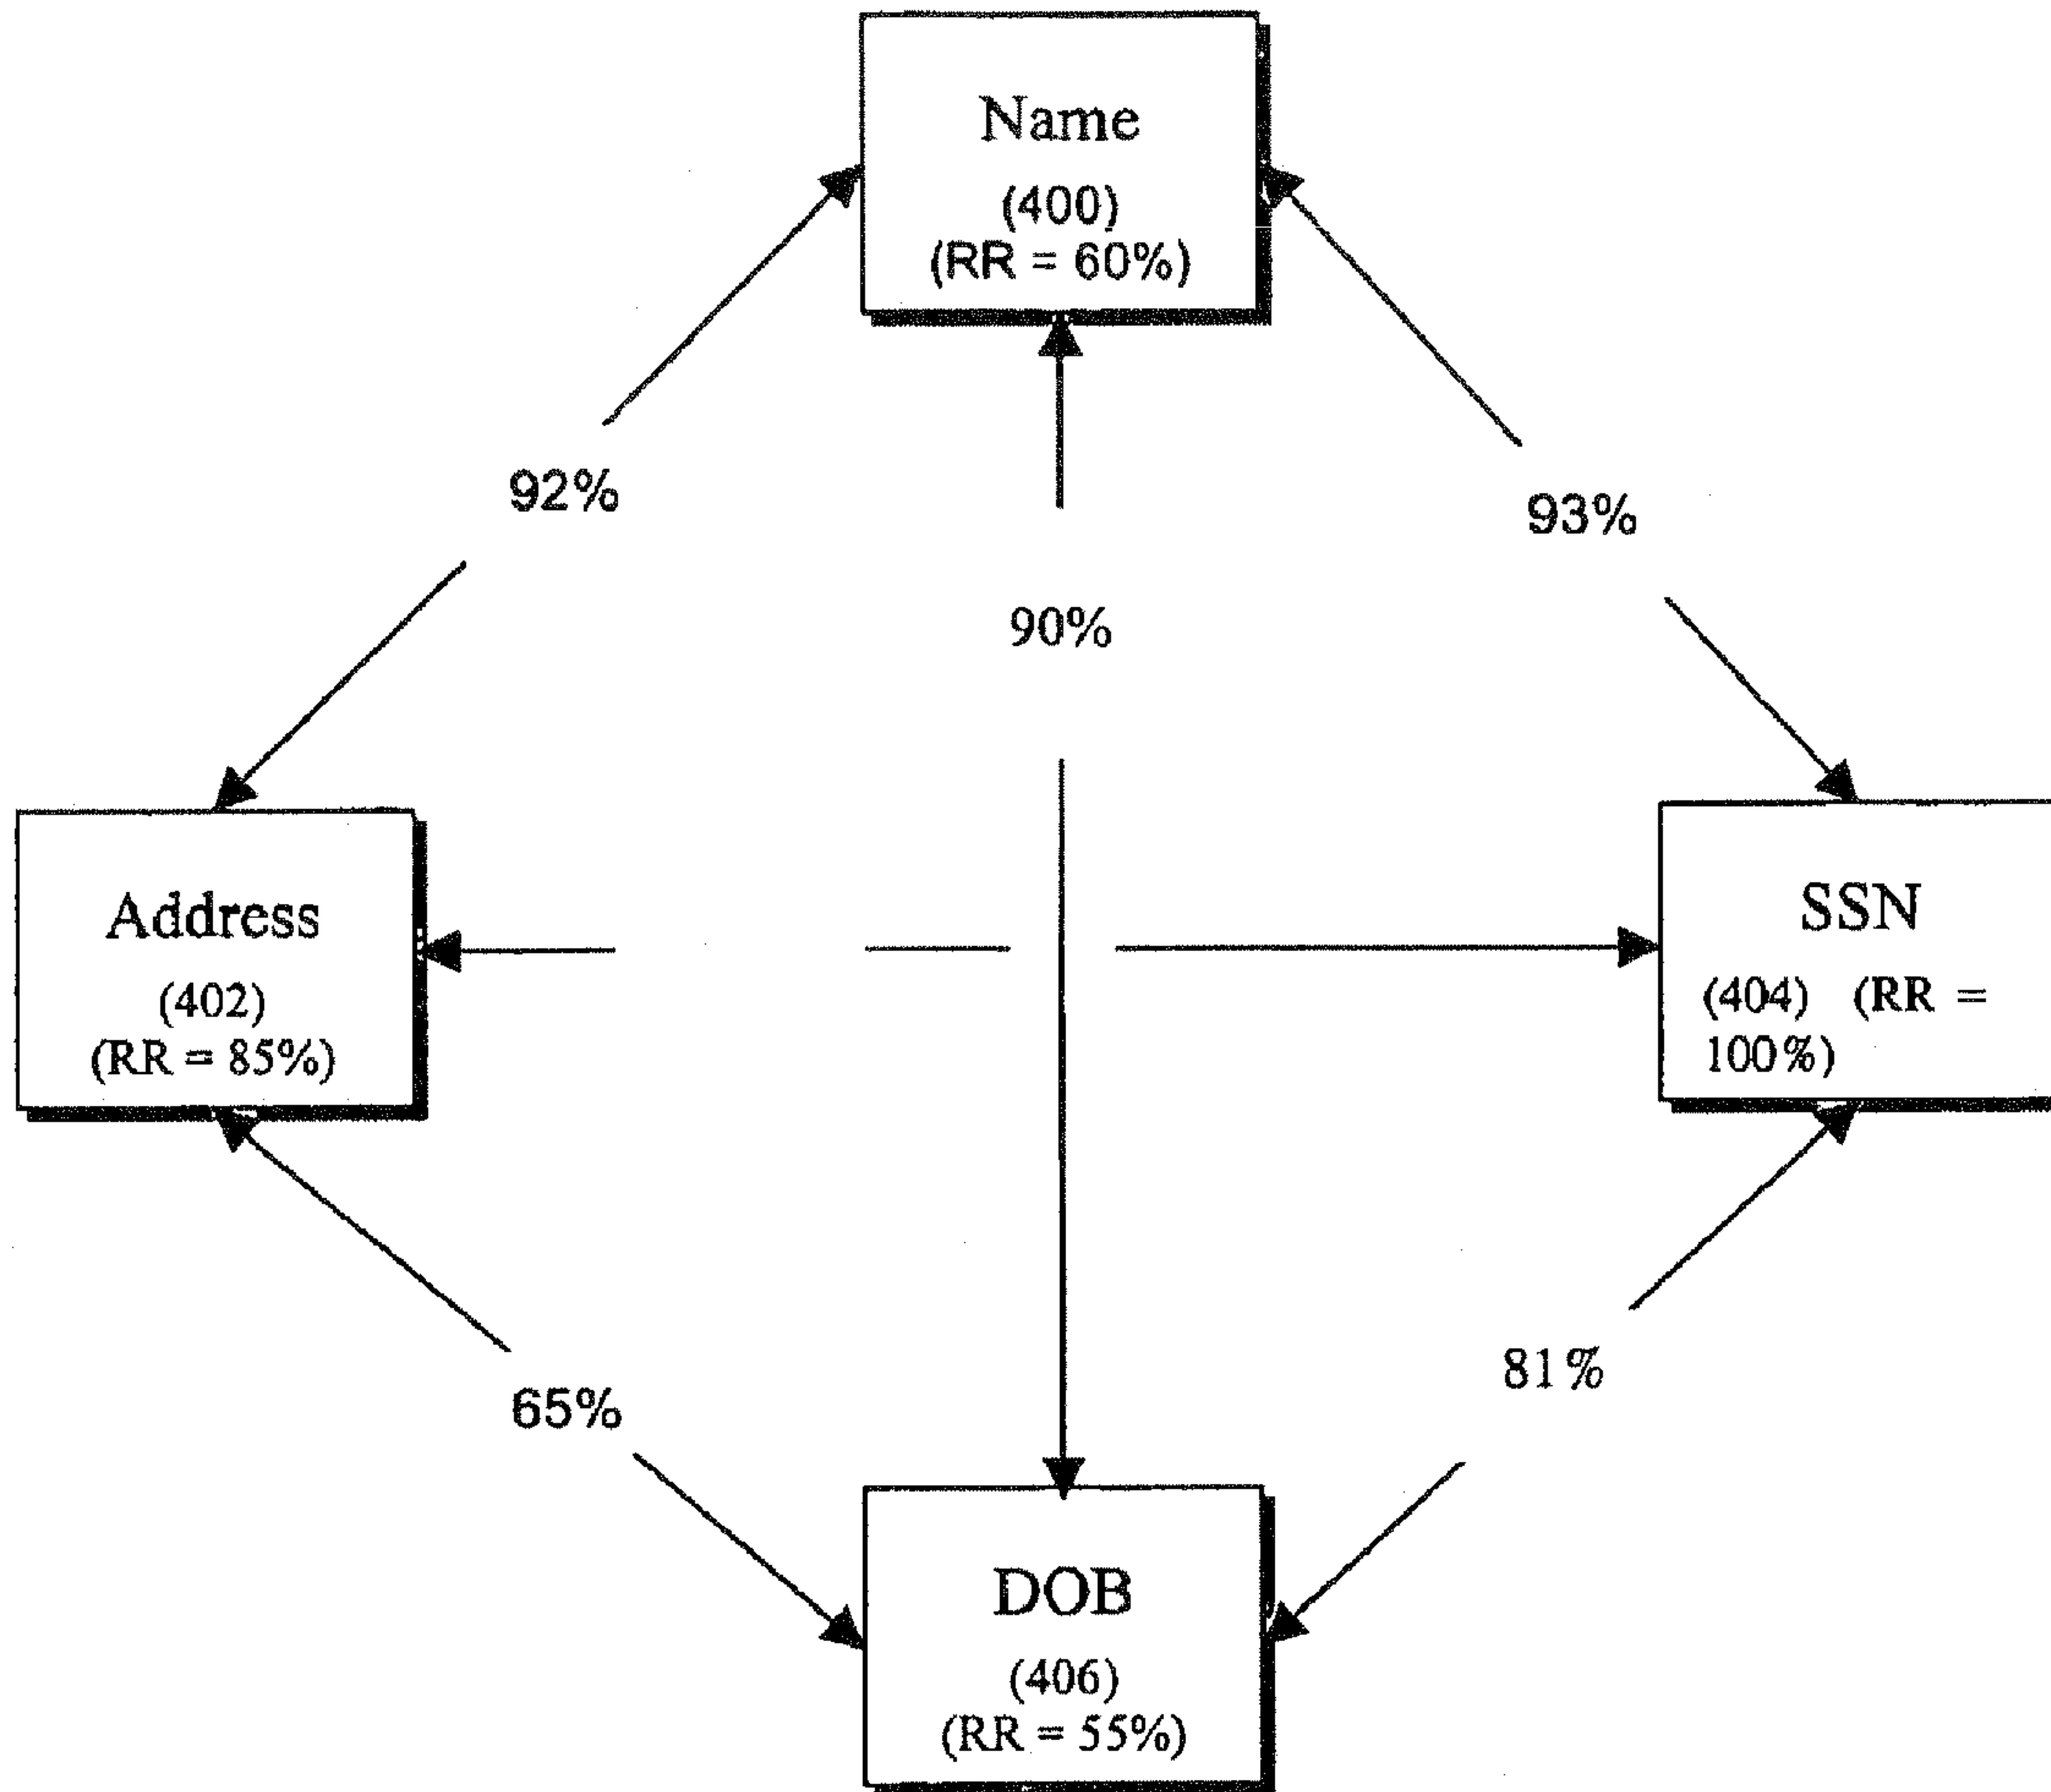 Name
(400)
(RR = 60%)
92%
93%
90%
Address
(402)
(RR = 85%)
SSN
(404) (RR =
100%)
65%
81%
DOB
(406)
(RR = 55%)